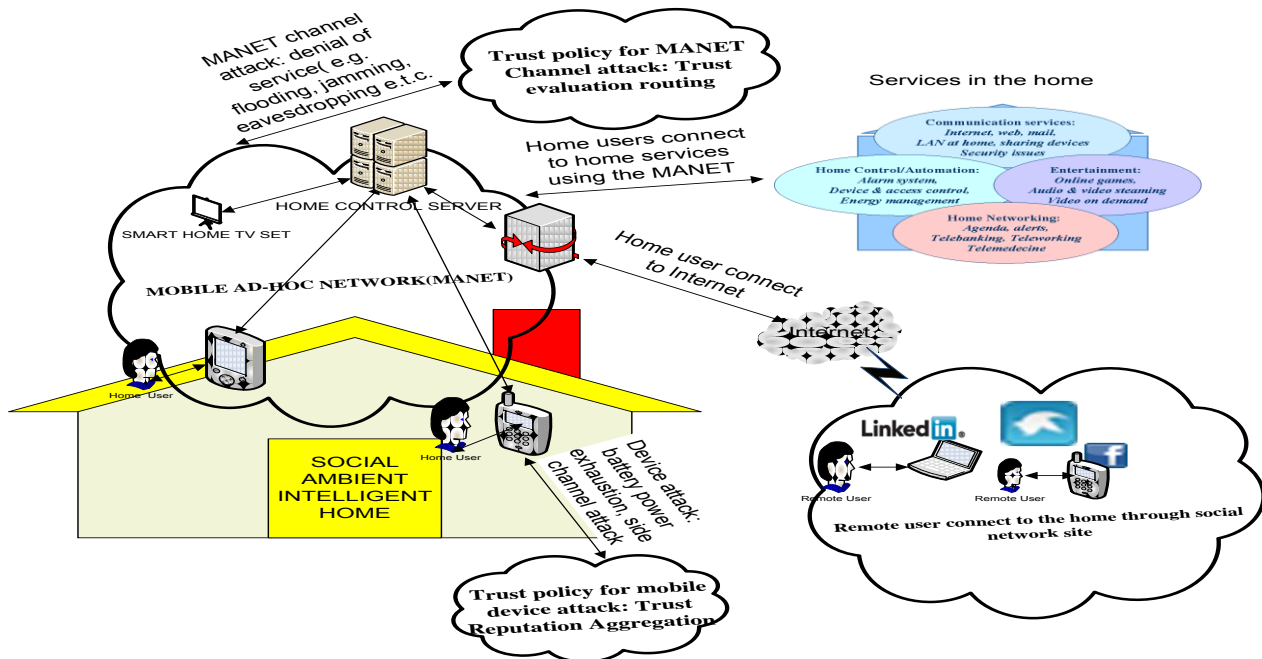 MANET channel
attack: denial of
service( e.g.
flooding, jamming,
eavesdropping e.t.c.
Trust policy for MANET
Channel attack: Trust
evaluation routing
Services in the home
Communication services:
Internet, web, mail,
LAN at home, sharing devices
Security issues
Home Control/Automation:
Alarm system,
Device & access control,
Energy management
Entertainment:
Online games,
Audio & video steaming
Video on demand
Home Networking:
Agenda, alerts,
Telebanking, Teleworking
Telemedecine
Home users connect
to home services
using the MANET
HOME CONTROL SERVER
SMART HOME TV SET
MOBILE AD-HOC NETWORK(MANET)
Home user connect
to Internet
Internet
Home User
Home User
SOCIAL
AMBIENT
INTELLIGENT
HOME
Device attack:
battery power
exhaustion, side
channel attack
Trust policy for mobile
device attack: Trust
Reputation Aggregation
Linked in®
f
Remote User
Remote User
Remote user connect to the home through social
network site